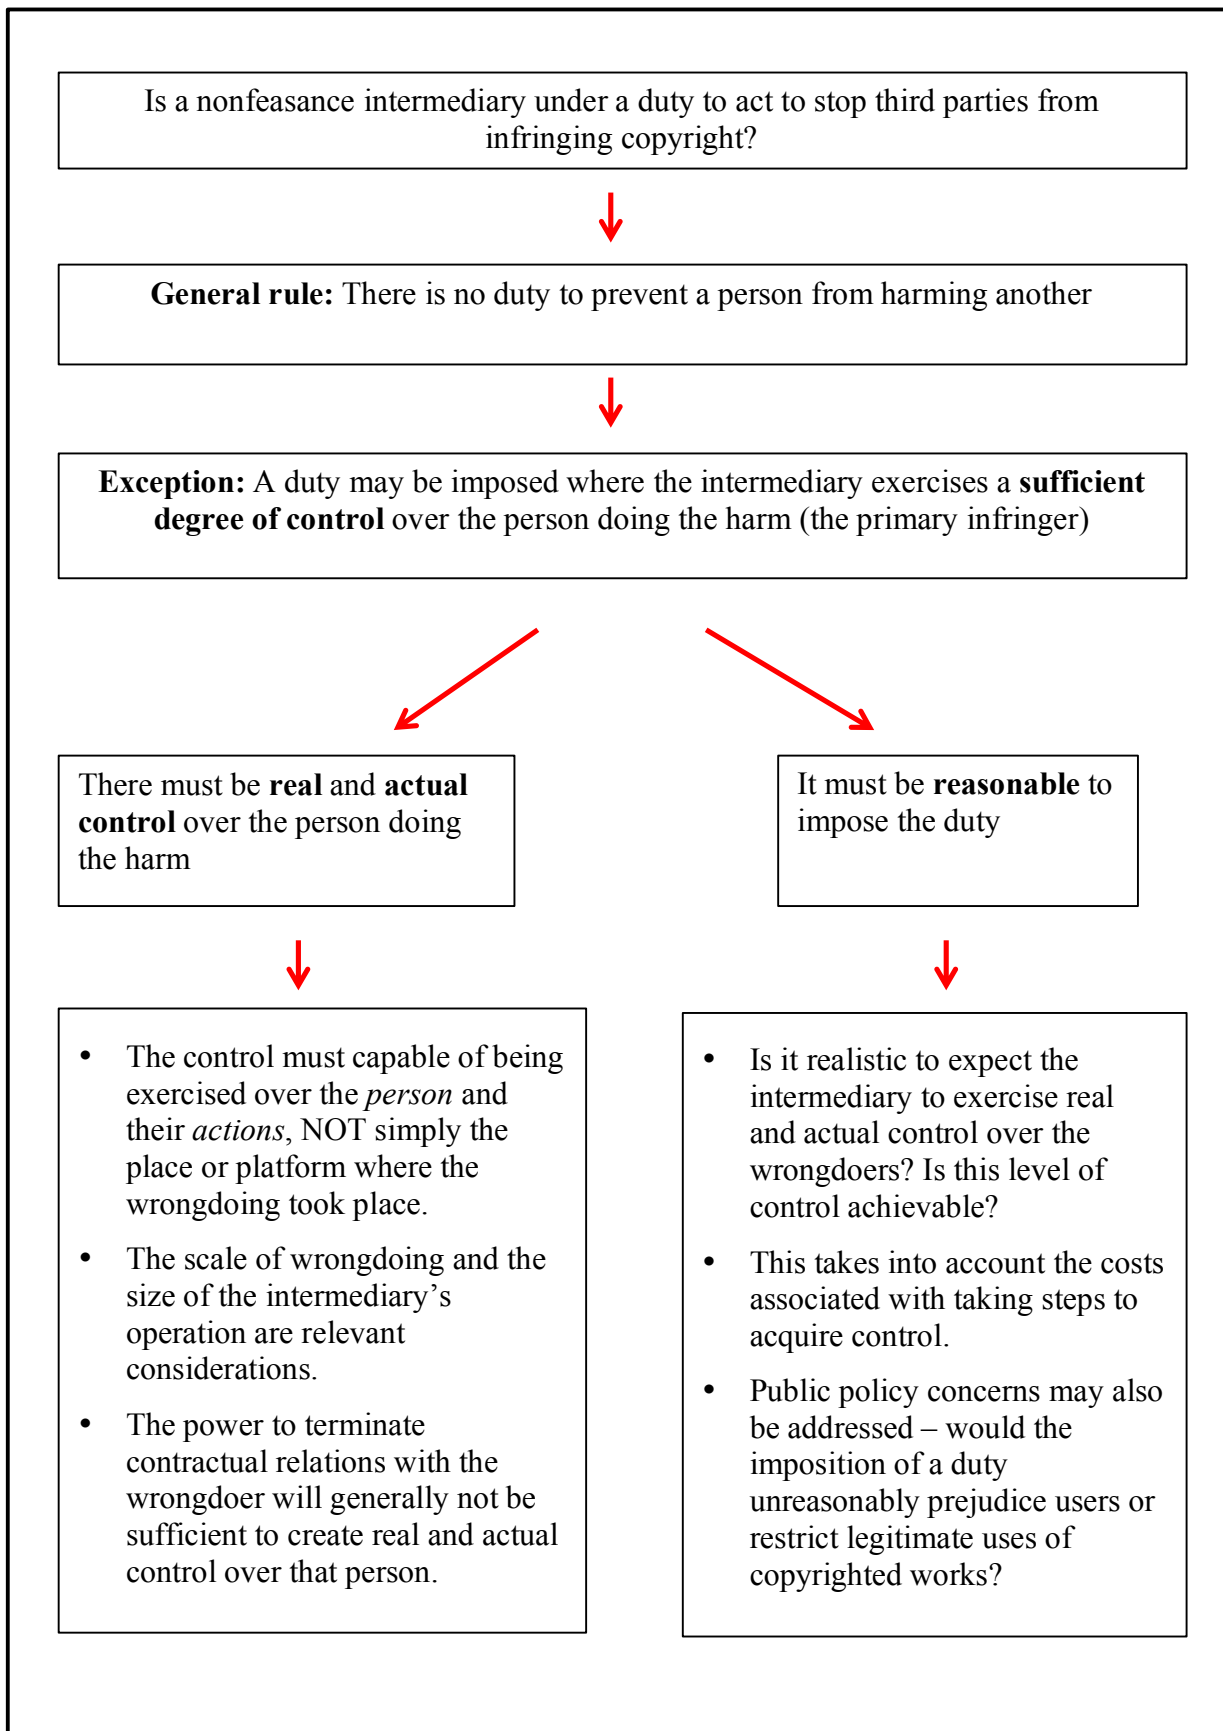 Is a nonfeasance intermediary under a duty to act to stop third parties from
infringing copyright?
General rule: There is no duty to prevent a person from harming another
Exception: A duty may be imposed where the intermediary exercises a sufficient
degree of control over the person doing the harm (the primary infringer)
There must be real and actual
control over the person doing
the harm
It must be reasonable to
impose the duty
• The control must capable of being
exercised over the person and
their actions, NOT simply the
place or platform where the
wrongdoing took place.
• The scale of wrongdoing and the
size of the intermediary’s
operation are relevant
considerations.
• The power to terminate
contractual relations with the
wrongdoer will generally not be
sufficient to create real and actual
control over that person.
• Is it realistic to expect the
intermediary to exercise real
and actual control over the
wrongdoers? Is this level of
control achievable?
• This takes into account the costs
associated with taking steps to
acquire control.
• Public policy concerns may also
be addressed – would the
imposition of a duty
unreasonably prejudice users or
restrict legitimate uses of
copyrighted works?